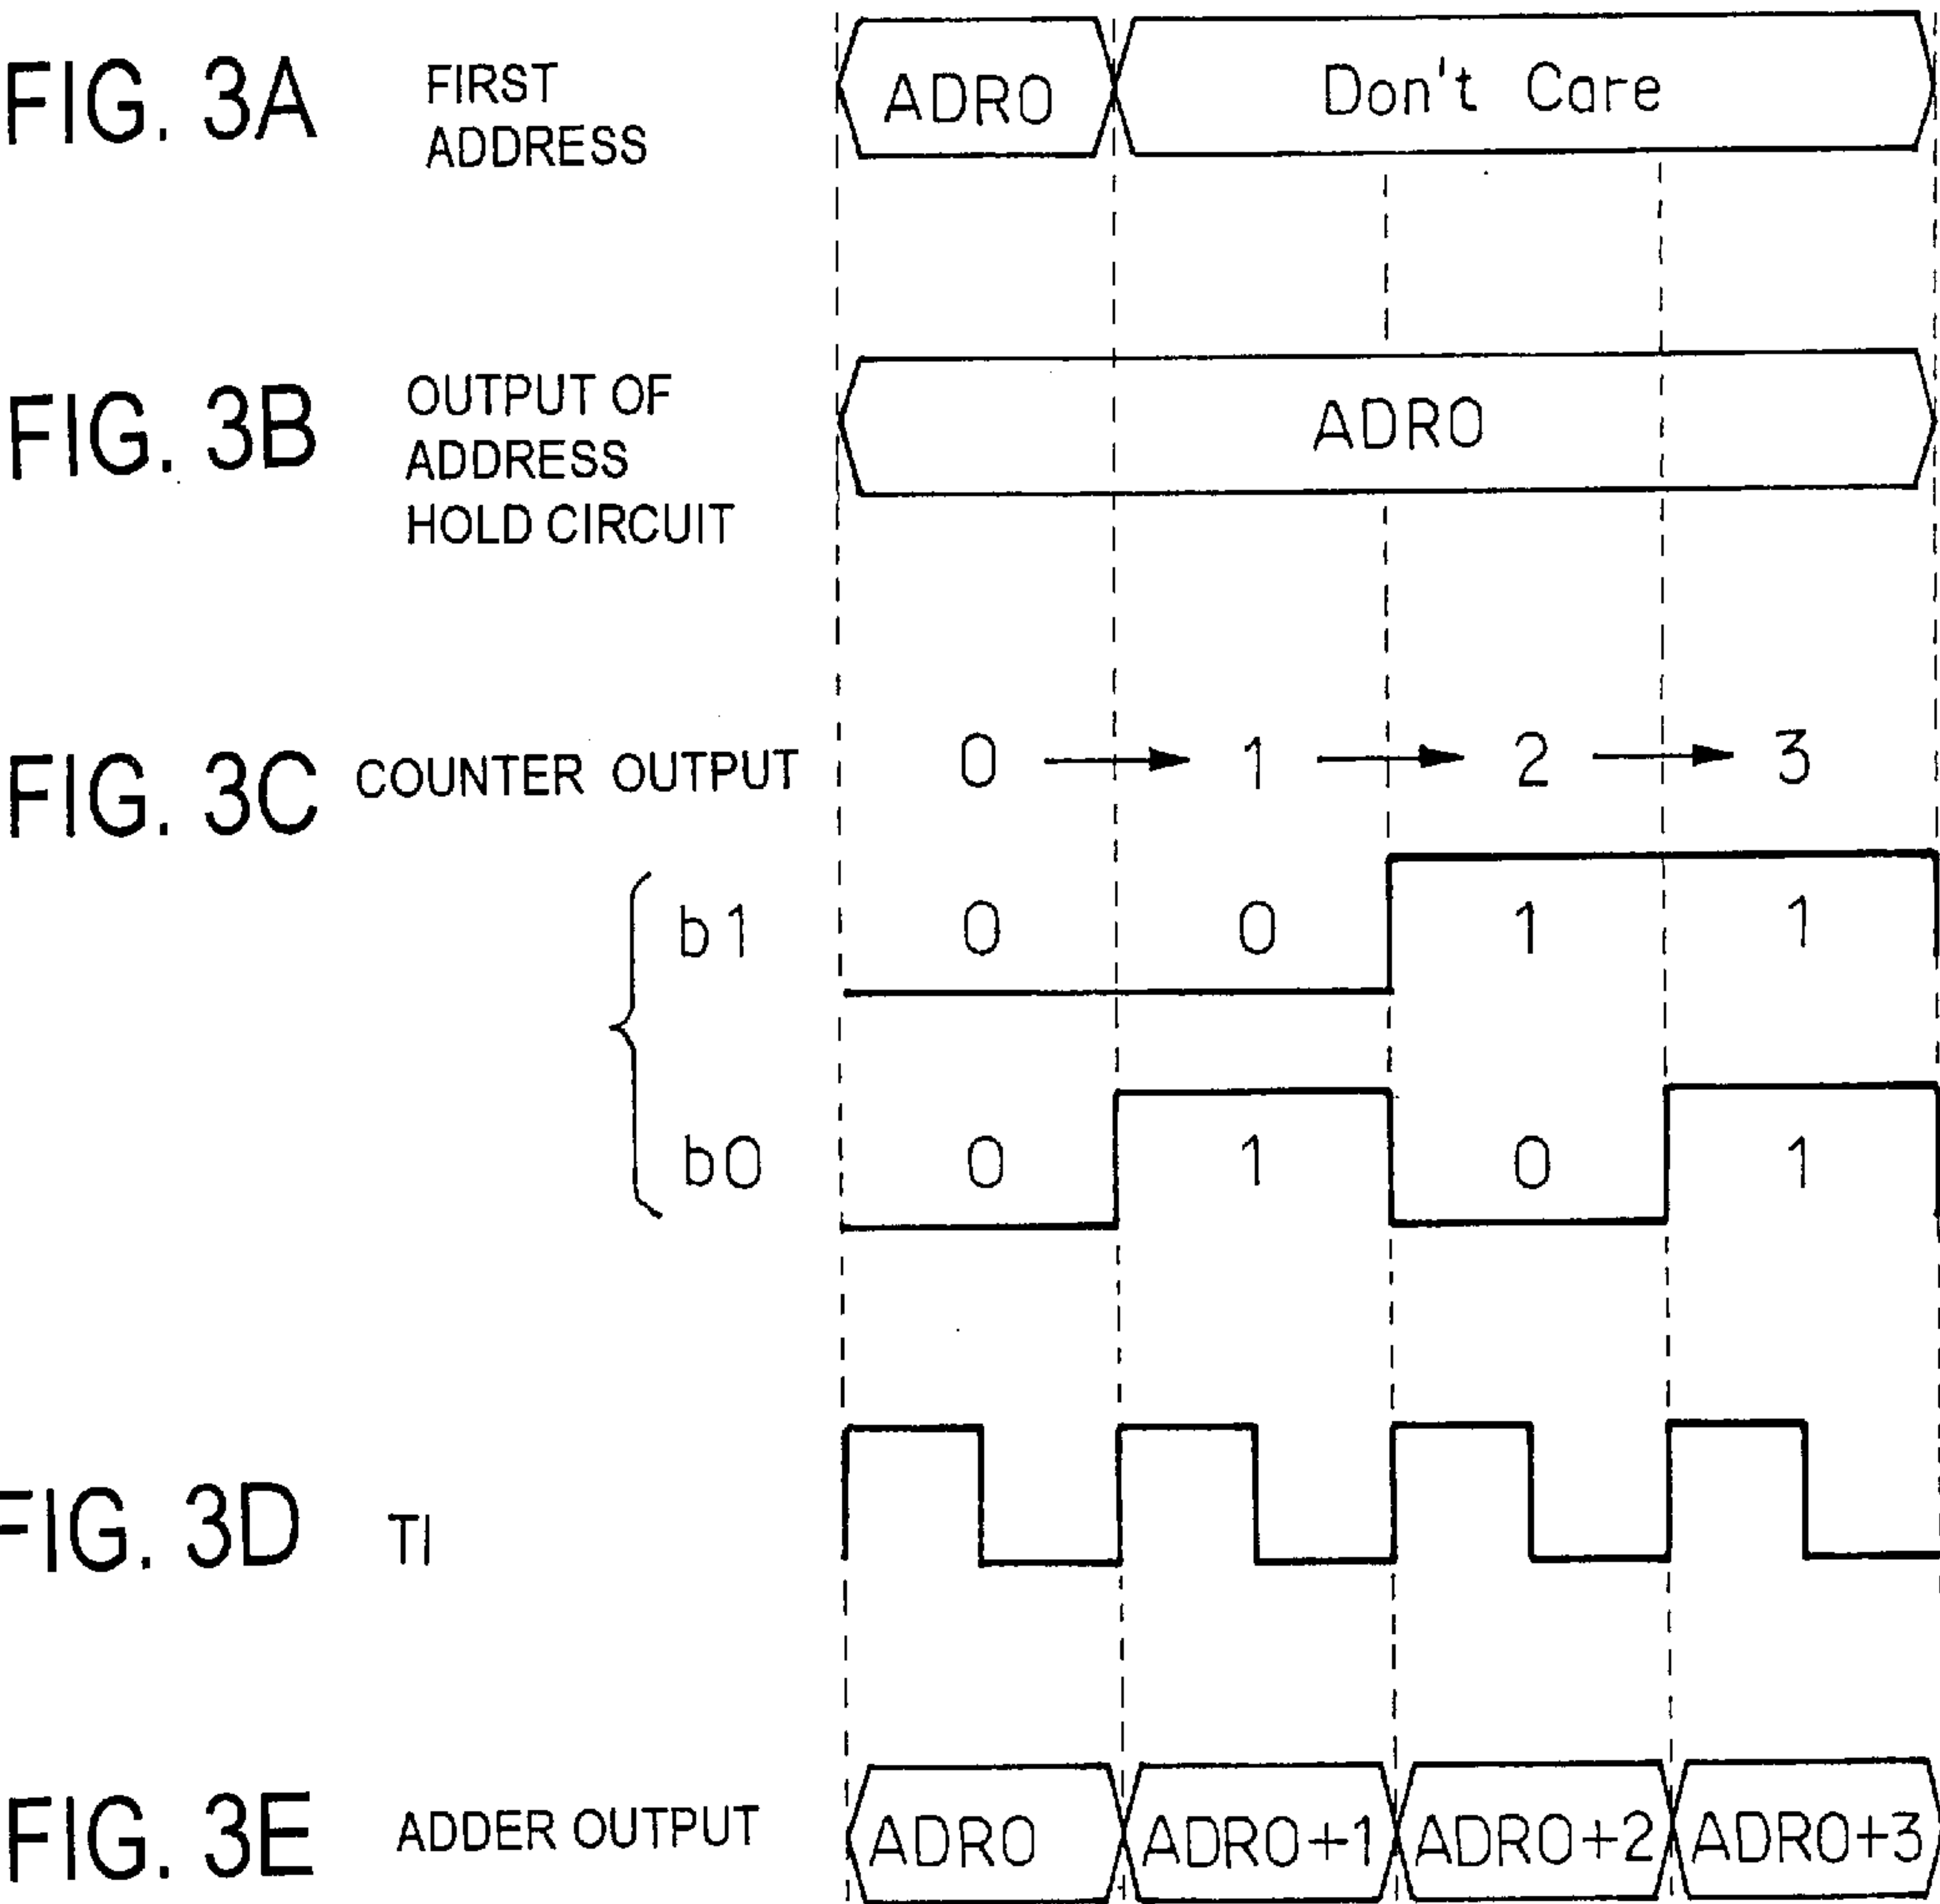 FIG. 3A FIRST ADDRESS ADR0 Don't Care
FIG. 3B OUTPUT OF ADDRESS HOLD CIRCUIT ADR0
FIG. 3C COUNTER OUTPUT 0 1 2 3
b1 0 0 1 1
b0 0 1 0 1
FIG. 3D TI
FIG. 3E ADDER OUTPUT ADR0 ADR0+1 ADR0+2 ADR0+3